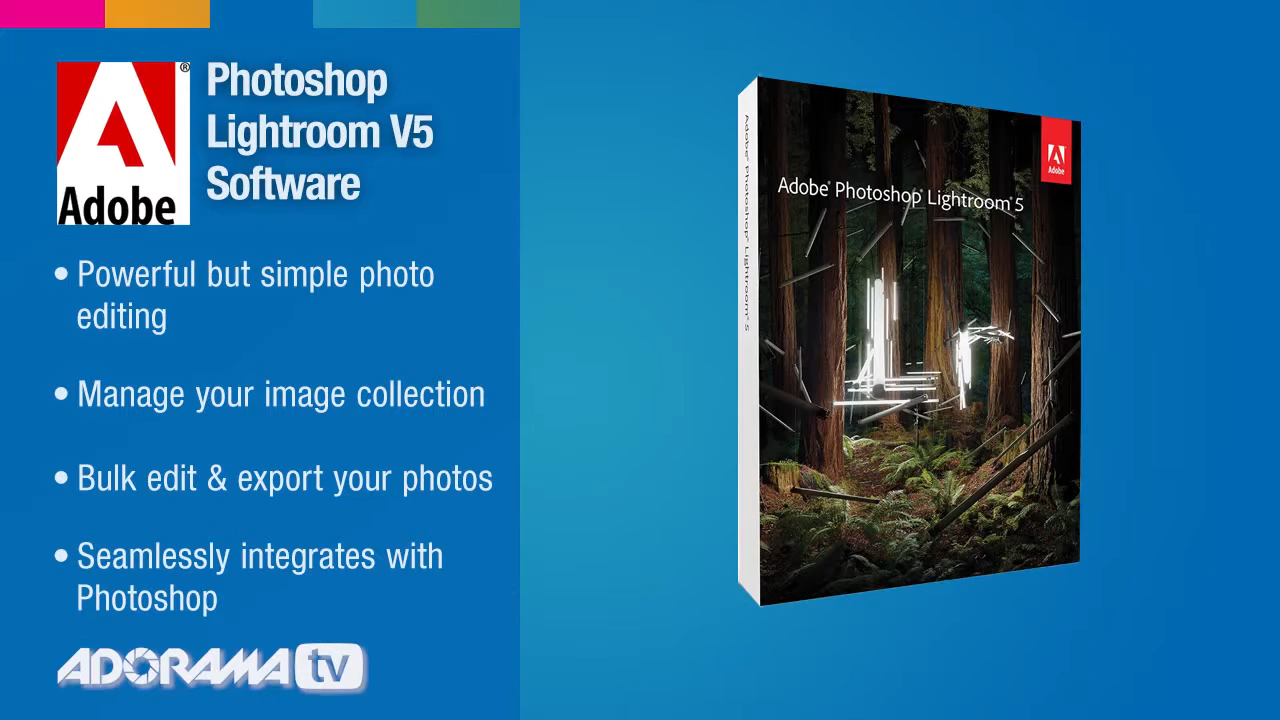 Adobe®
Photoshop
Lightroom V5
Software
• Powerful but simple photo
editing
• Manage your image collection
• Bulk edit & export your photos
• Seamlessly integrates with
Photoshop
ADORAMA tv
Adobe® Photoshop® Lightroom® 5
Adobe
Adobe® Photoshop® Lightroom® 5
Lr